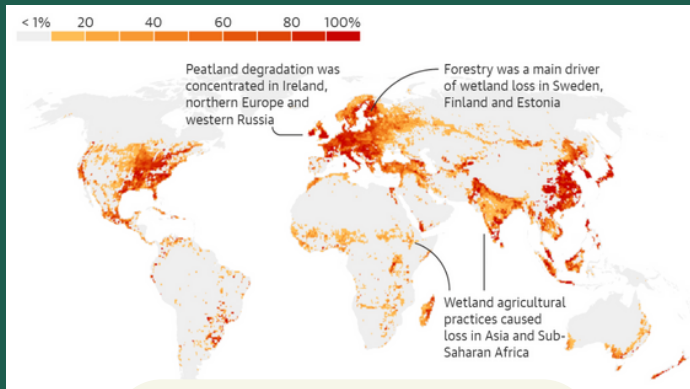 < 1% 20 40 60 80 100%
Peatland degradation was
concentrated in Ireland,
northern Europe and
western Russia
Forestry was a main driver
of wetland loss in Sweden,
Finland and Estonia
Wetland agricultural
practices caused
loss in Asia and Sub-
Saharan Africa